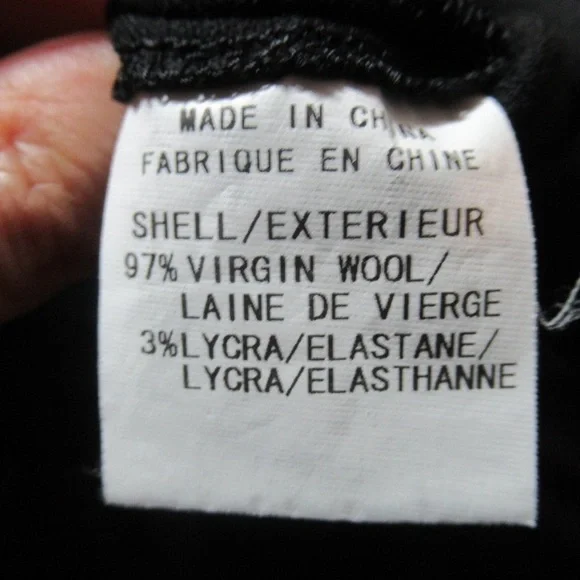 MADE IN CHINA
FABRIQUE EN CHINE
SHELL/EXTERIEUR
97% VIRGIN WOOL/
LAINE DE VIERGE
3% LYCRA/ELASTANE/
LYCRA/ELASTHANNE